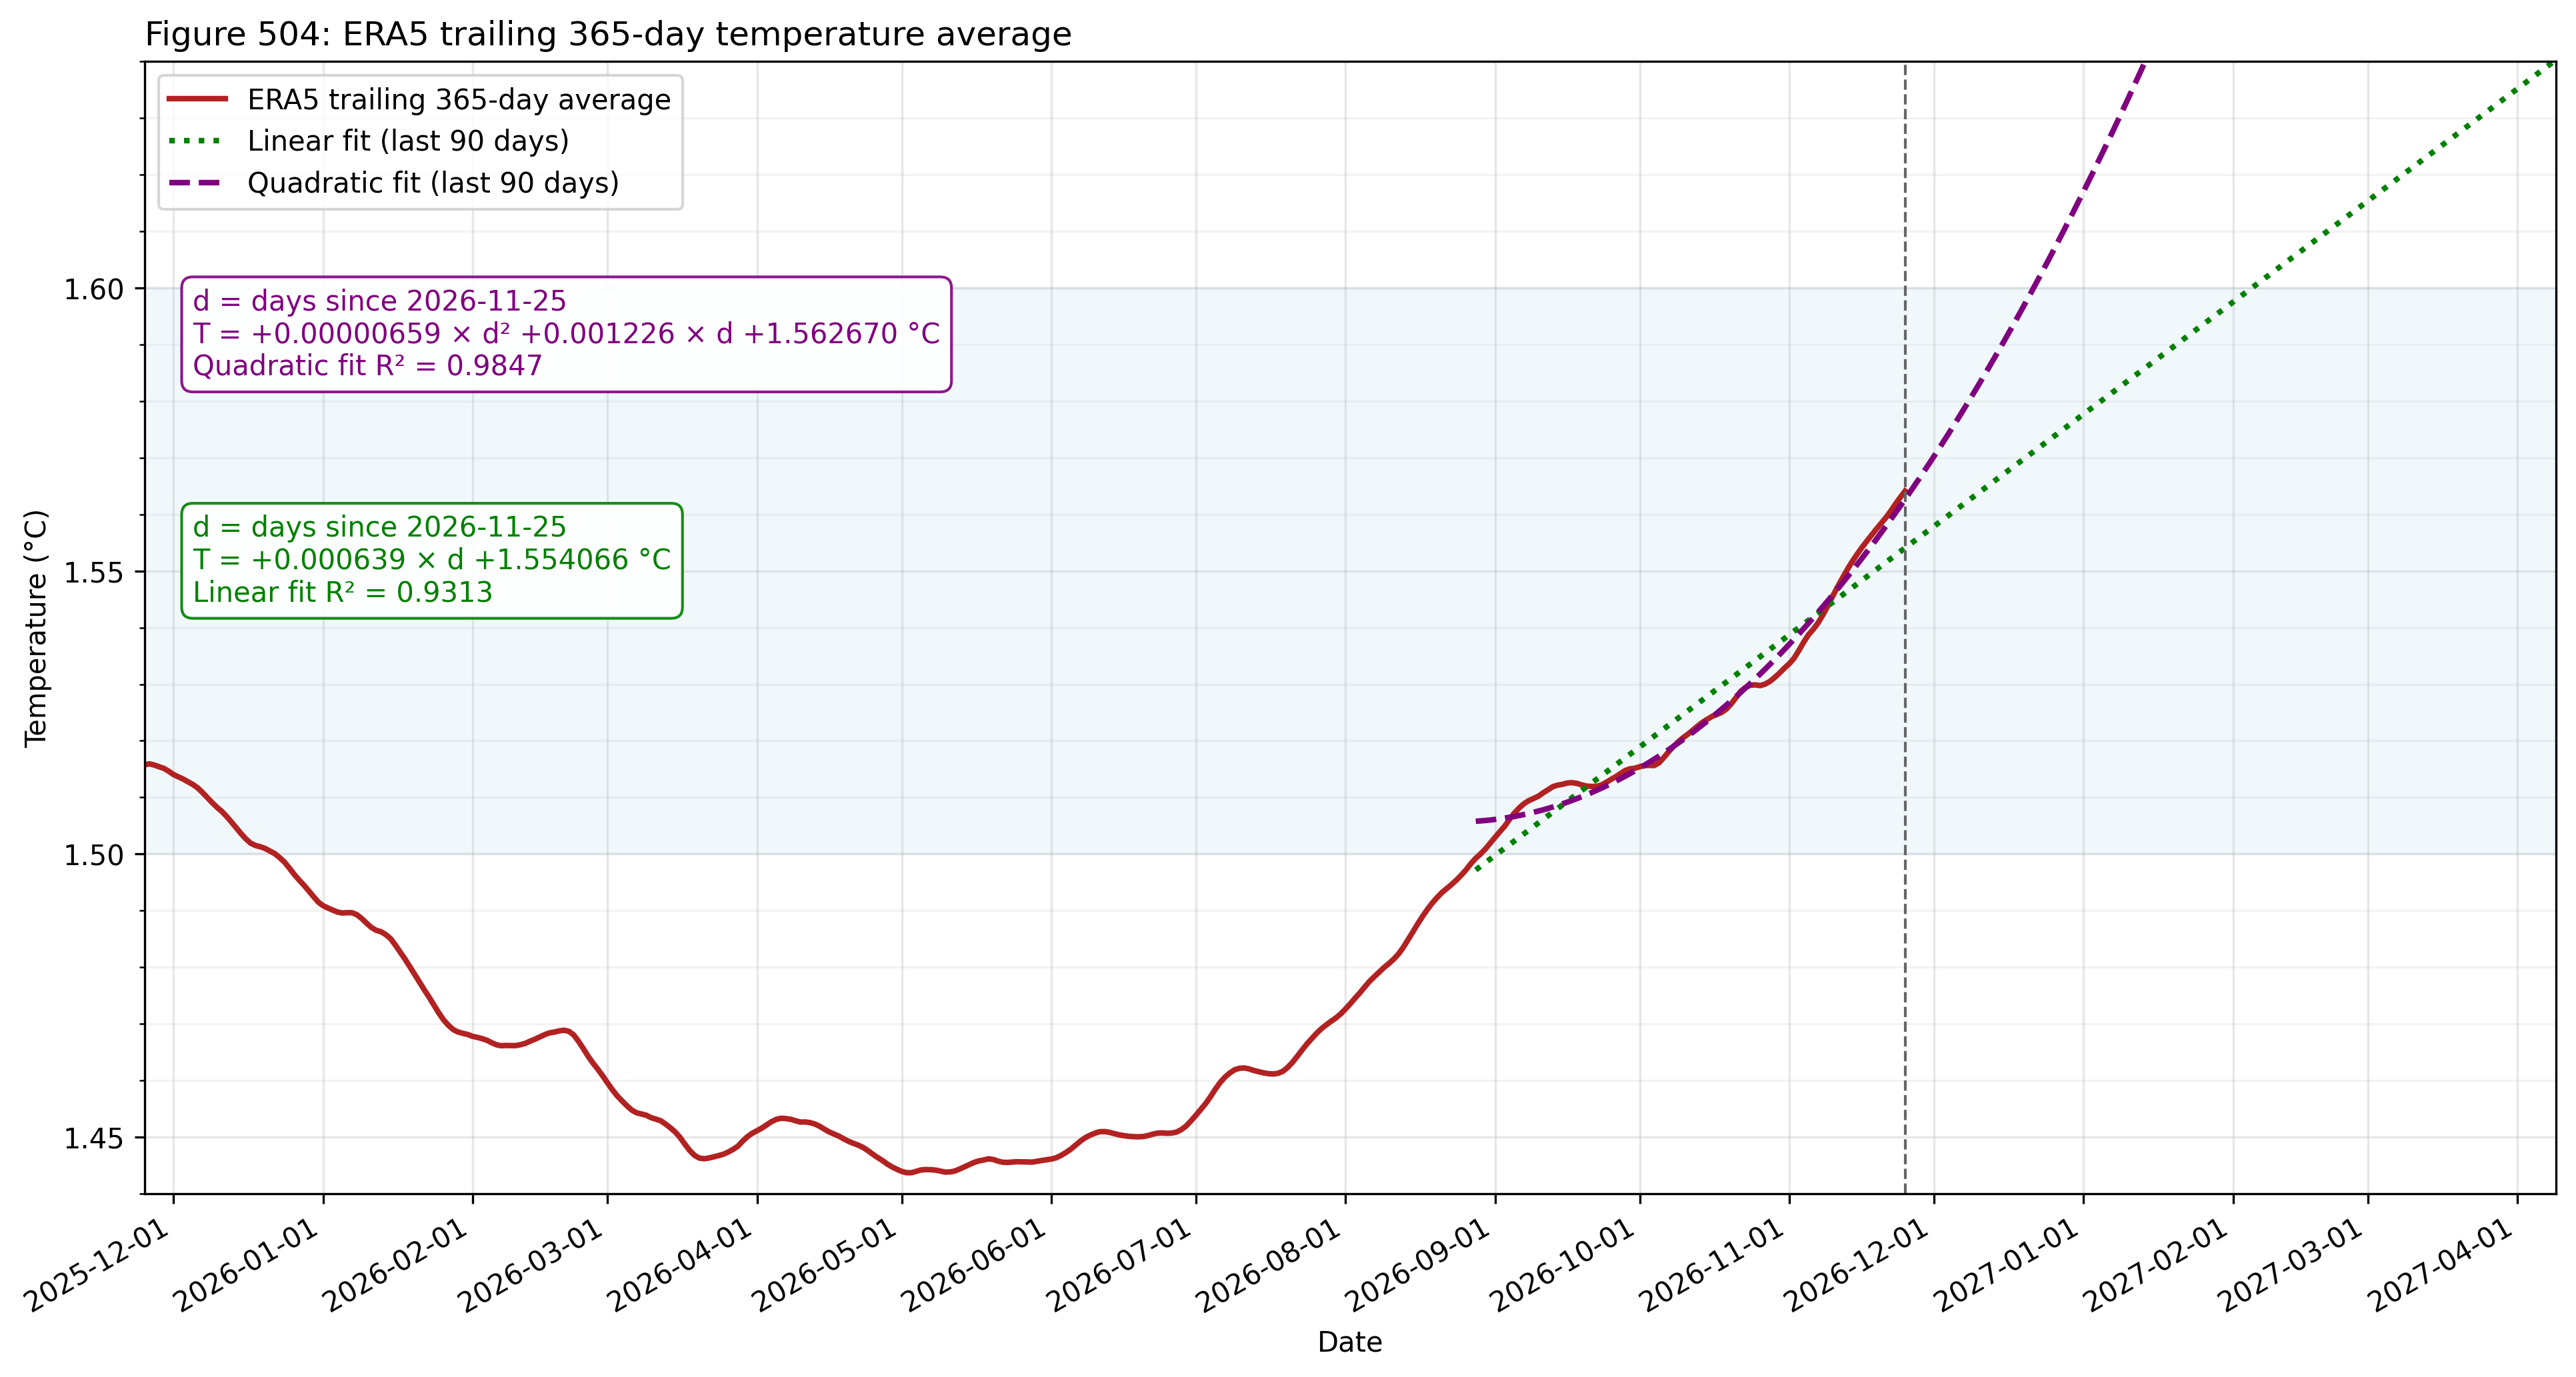 Figure 504: ERA5 trailing 365-day temperature average
ERA5 trailing 365-day average
Linear fit (last 90 days)
Quadratic fit (last 90 days)
d = days since 2026-11-25
T = +0.00000659 × d² +0.001226 × d +1.562670 °C
Quadratic fit R² = 0.9847
d = days since 2026-11-25
T = +0.000639 × d +1.554066 °C
Linear fit R² = 0.9313
Temperature (°C)
1.60
1.55
1.50
1.45
2025-12-01
2026-01-01
2026-02-01
2026-03-01
2026-04-01
2026-05-01
2026-06-01
2026-07-01
2026-08-01
2026-09-01
2026-10-01
2026-11-01
2026-12-01
2027-01-01
2027-02-01
2027-03-01
2027-04-01
Date